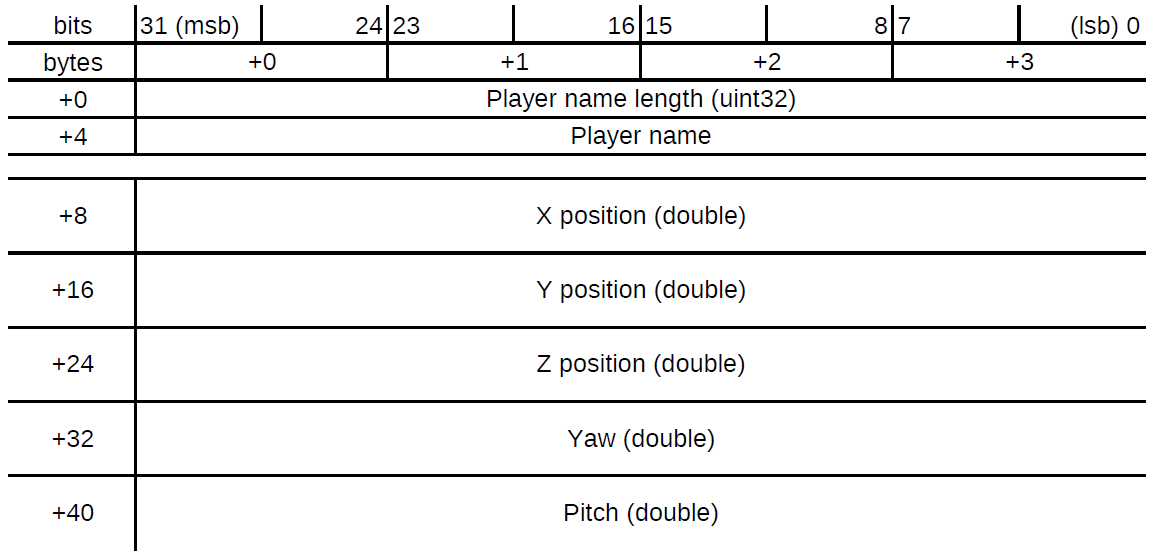 bits 31 (msb) 24 23 16 15 8 7 (lsb) 0
bytes +0 +1 +2 +3
+0 Player name length (uint32)
+4 Player name
+8 X position (double)
+16 Y position (double)
+24 Z position (double)
+32 Yaw (double)
+40 Pitch (double)